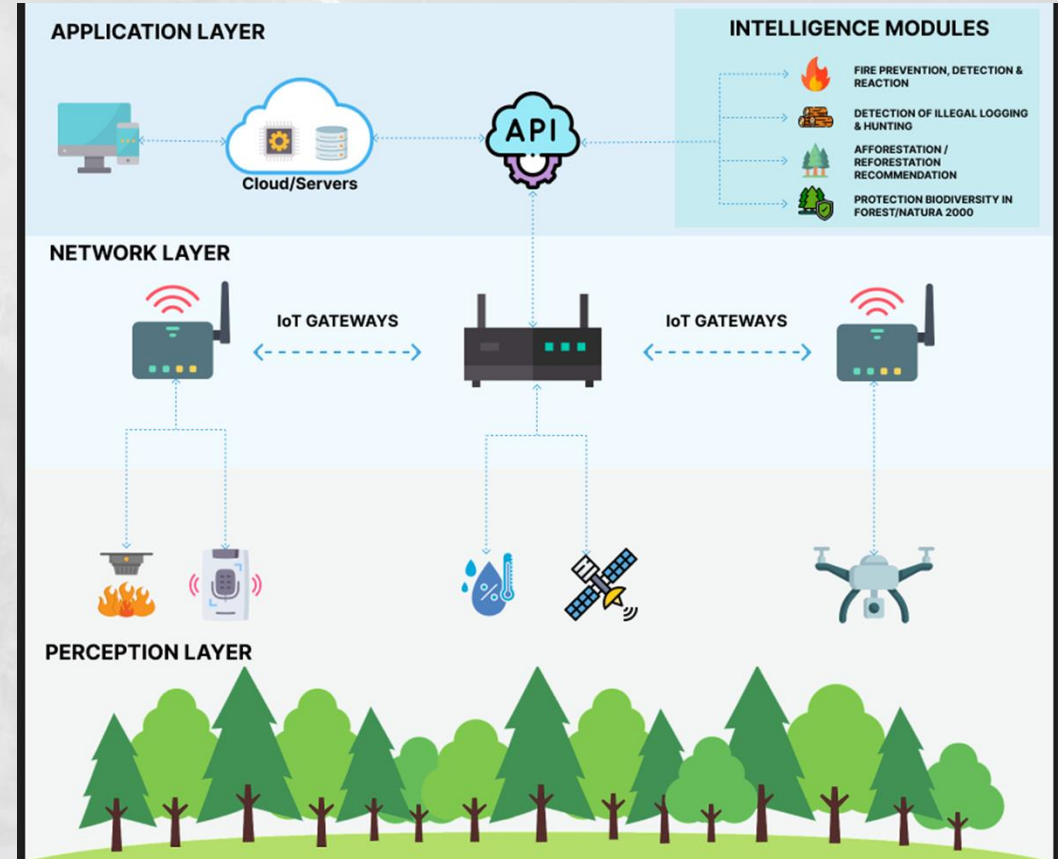 APPLICATION LAYER
INTELLIGENCE MODULES
FIRE PREVENTION, DETECTION &
REACTION
DETECTION OF ILLEGAL LOGGING
& HUNTING
AFFORESTATION /
REFORESTATION
RECOMMENDATION
PROTECTION BIODIVERSITY IN
FOREST/NATURA 2000
API
Cloud/Servers
NETWORK LAYER
IoT GATEWAYS
IoT GATEWAYS
%
PERCEPTION LAYER